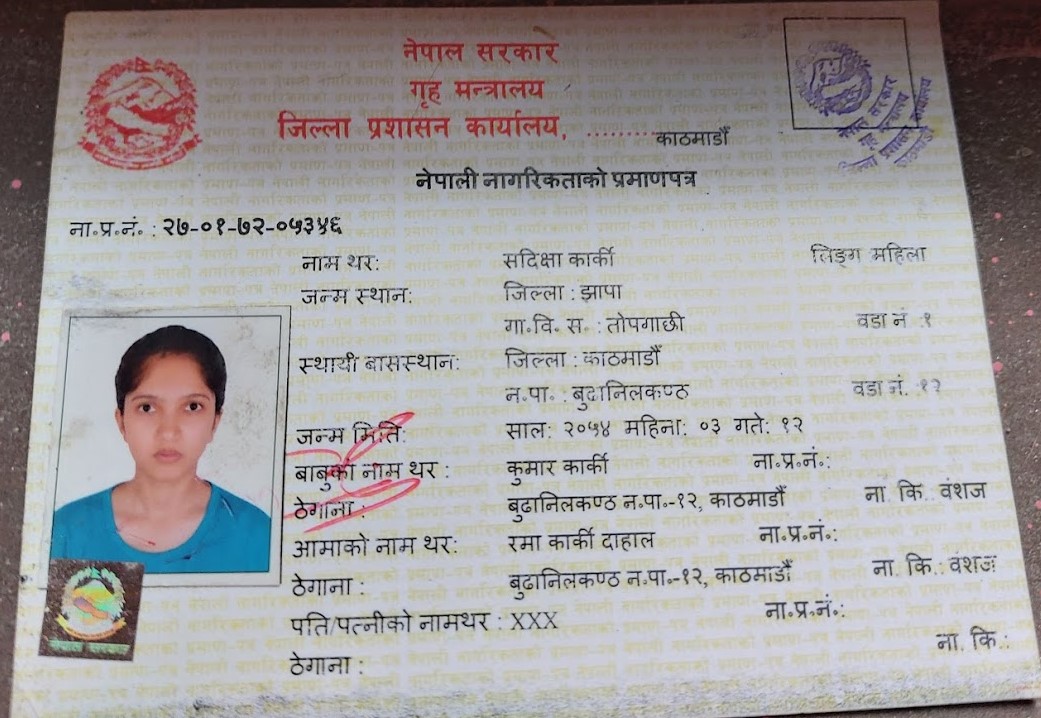 नेपाल सरकार
गृह मन्त्रालय
जिल्ला प्रशासन कार्यालय, ............ काठमाडौं
नेपाली नागरिकताको प्रमाणपत्र
ना॰प्र॰नं॰ : २७-०१-७२-०५३४६
नाम थर: सदिक्षा कार्की लिङ्ग महिला
जन्म स्थान: जिल्ला : झापा
गा॰वि॰ स॰ : तोपगाछी वडा नं :१
स्थायी बासस्थान: जिल्ला : काठमाडौं
न॰पा॰ : बुढानिलकण्ठ वडा नं. :१२
जन्म मिति: साल: २०५४ महिना: ०३ गते: १२
बाबुको नाम थर : कुमार कार्की ना॰प्र॰नं॰:
ठेगाना : बुढानिलकण्ठ न॰पा॰-१२, काठमाडौं ना. कि.: वंशज
आमाको नाम थर: रमा कार्की दाहाल ना॰प्र॰नं॰:
ठेगाना : बुढानिलकण्ठ न॰पा॰-१२, काठमाडौं ना. कि.: वंशज
पति/पत्नीको नामथर : XXX ना॰प्र॰नं॰:
ठेगाना : ना. कि.:
नेपाल सरकार